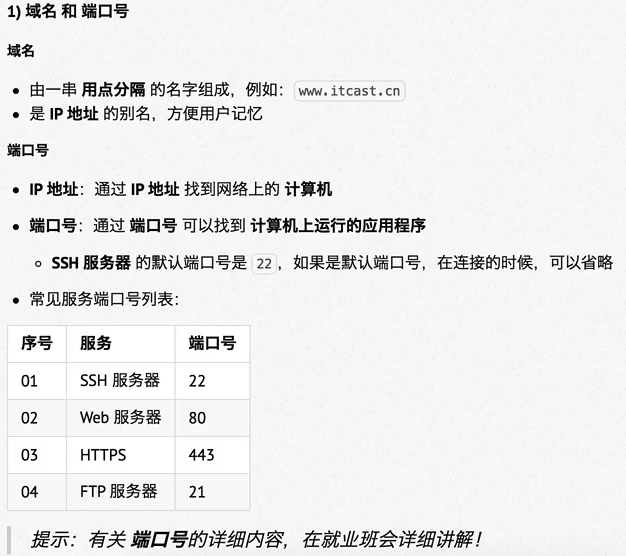 1) 域名 和 端口号
域名
• 由一串 用点分隔 的名字组成，例如：www.itcast.cn
• 是 IP 地址 的别名，方便用户记忆
端口号
• IP 地址：通过 IP 地址 找到网络上的 计算机
• 端口号：通过 端口号 可以找到 计算机上运行的应用程序
◦ SSH 服务器 的默认端口号是 22，如果是默认端口号，在连接的时候，可以省略
• 常见服务端口号列表：
序号 服务 端口号
01 SSH 服务器 22
02 Web 服务器 80
03 HTTPS 443
04 FTP 服务器 21
提示：有关 端口号的详细内容，在就业班会详细讲解！